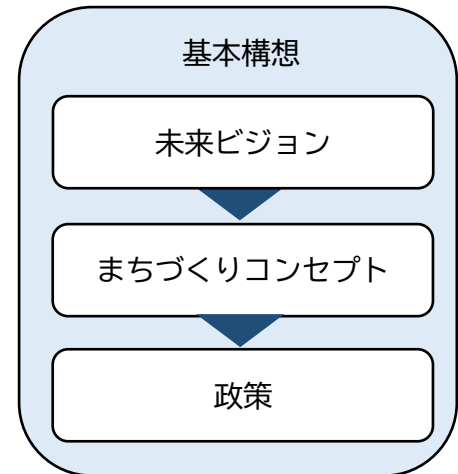 基本構想
未来ビジョン
まちづくりコンセプト
政策